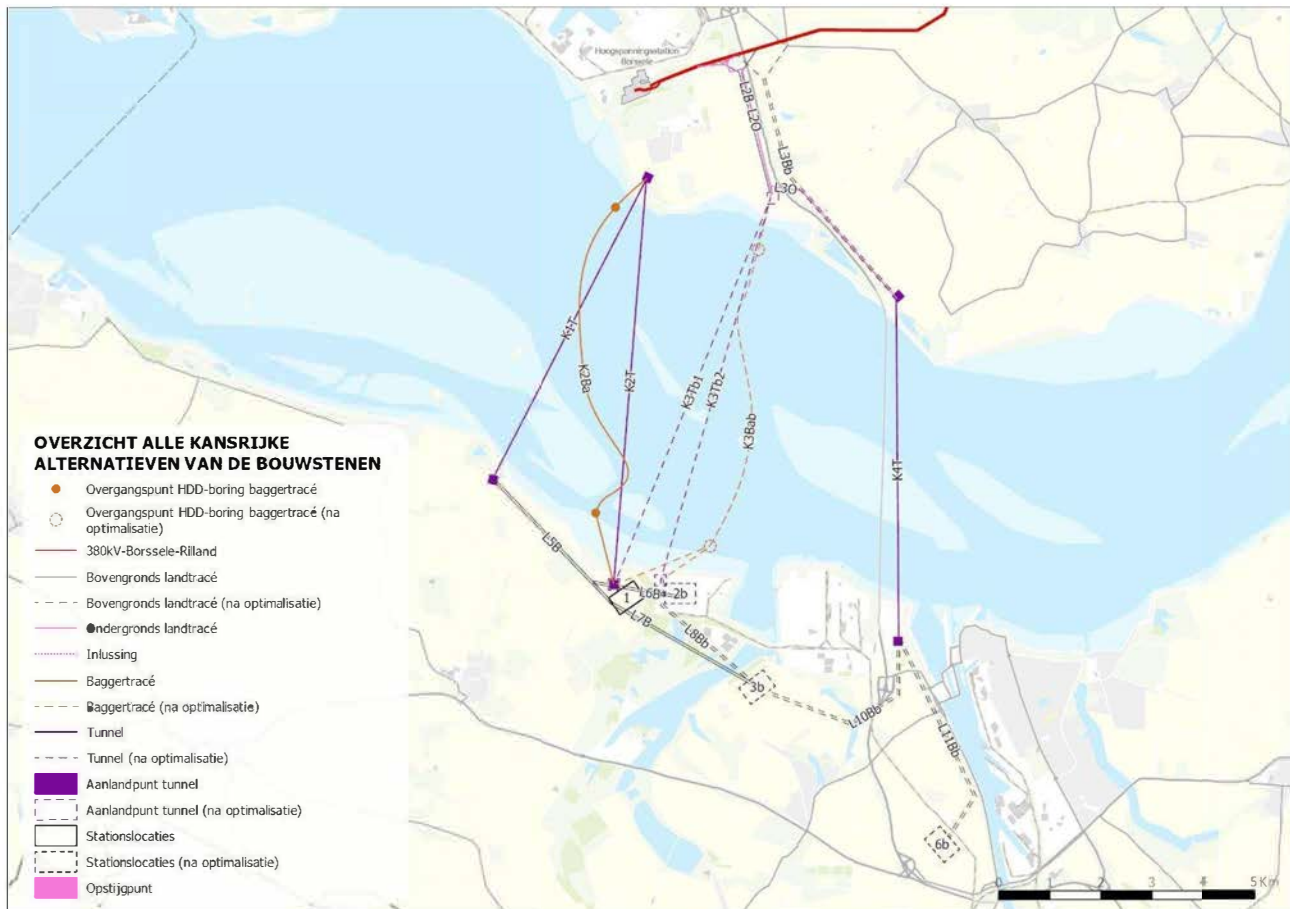 Hoogspanningsstation
Borssele
L2B-L2O
L3Bb
L3O
K1T
K2Ba
K2T
K3Tb1
K3Tb2
K3Bab
K4T
L5B
1
L6B
2b
L7B
L8Bb
3b
L10Bb
L11Bb
6b
OVERZICHT ALLE KANSRIJKE
ALTERNATIEVEN VAN DE BOUWSTENEN
Overgangspunt HDD-boring baggertracé
Overgangspunt HDD-boring baggertracé (na
optimalisatie)
380kV-Borssele-Rilland
Bovengronds landtracé
Bovengronds landtracé (na optimalisatie)
Ondergronds landtracé
Inlussing
Baggertracé
Baggertracé (na optimalisatie)
Tunnel
Tunnel (na optimalisatie)
Aanlandpunt tunnel
Aanlandpunt tunnel (na optimalisatie)
Stationslocaties
Stationslocaties (na optimalisatie)
Opstijgpunt
0 1 2 3 4 5 Km